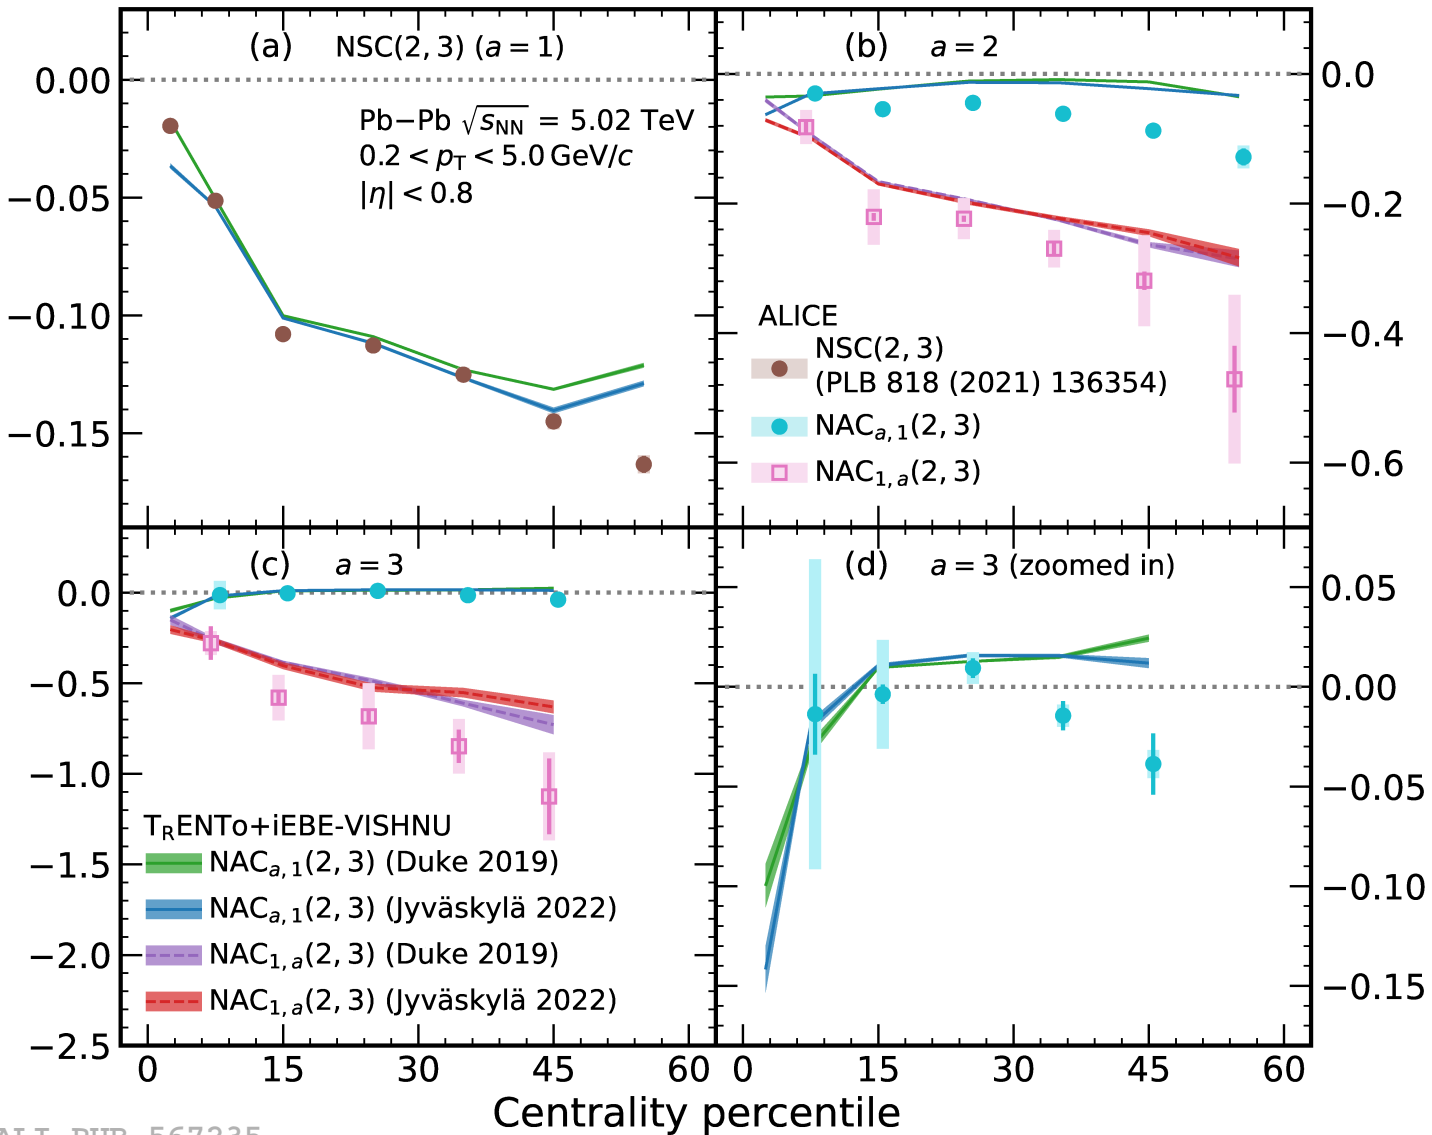 (a) NSC(2, 3) (a = 1)
0.00
−0.05
−0.10
−0.15
Pb−Pb √sNN = 5.02 TeV
0.2 < pT < 5.0 GeV/c
|η| < 0.8
(b) a = 2
0.0
−0.2
−0.4
−0.6
ALICE
NSC(2, 3)
(PLB 818 (2021) 136354)
NACa, 1(2, 3)
NAC1, a(2, 3)
(c) a = 3
0.0
−0.5
−1.0
−1.5
−2.0
−2.5
TRENTo+iEBE-VISHNU
NACa, 1(2, 3) (Duke 2019)
NACa, 1(2, 3) (Jyväskylä 2022)
NAC1, a(2, 3) (Duke 2019)
NAC1, a(2, 3) (Jyväskylä 2022)
0 15 30 45 60
(d) a = 3 (zoomed in)
0.05
0.00
−0.05
−0.10
−0.15
0 15 30 45 60
Centrality percentile